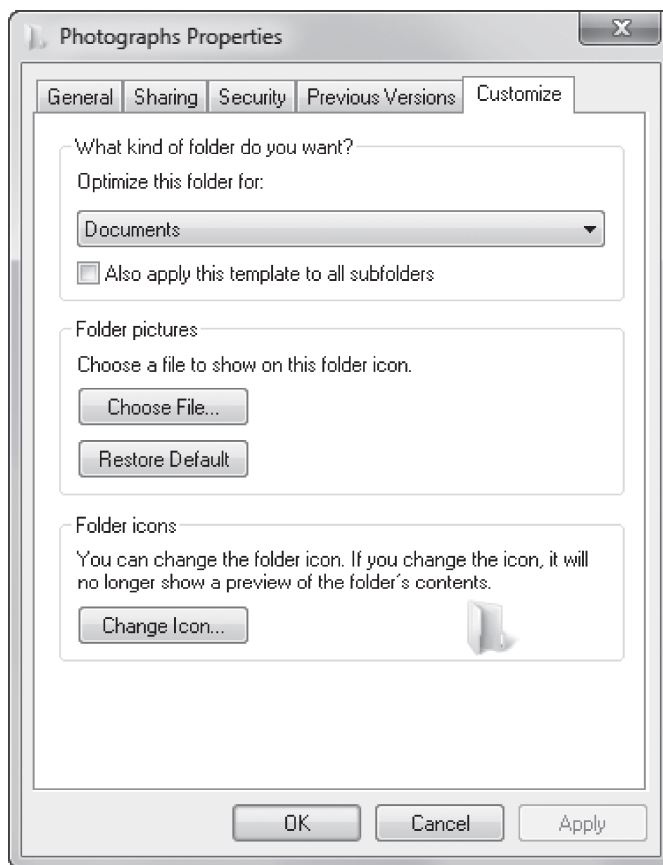 Photographs Properties
General Sharing Security Previous Versions Customize
What kind of folder do you want?
Optimize this folder for:
Documents
Also apply this template to all subfolders
Folder pictures
Choose a file to show on this folder icon.
Choose File...
Restore Default
Folder icons
You can change the folder icon. If you change the icon, it will
no longer show a preview of the folder's contents.
Change Icon...
OK Cancel Apply